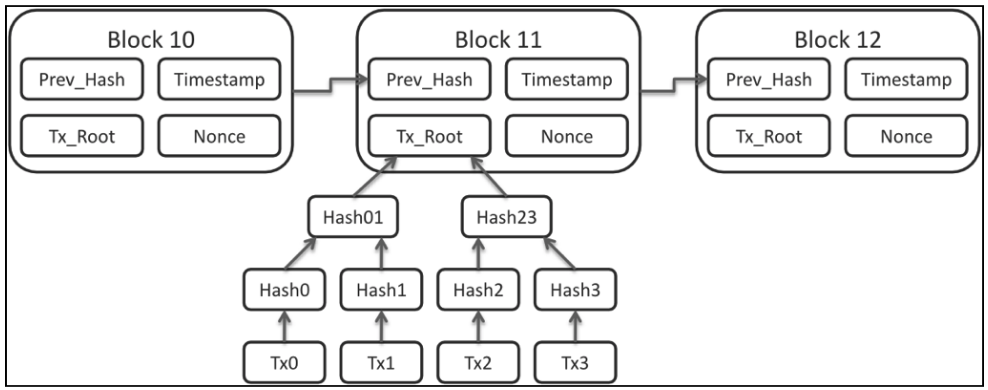 Block 10
Block 11
Block 12
Prev_Hash Timestamp
Prev_Hash Timestamp
Prev_Hash Timestamp
Tx_Root Nonce
Tx_Root Nonce
Tx_Root Nonce
Hash01
Hash23
Hash0
Hash1
Hash2
Hash3
Tx0
Tx1
Tx2
Tx3